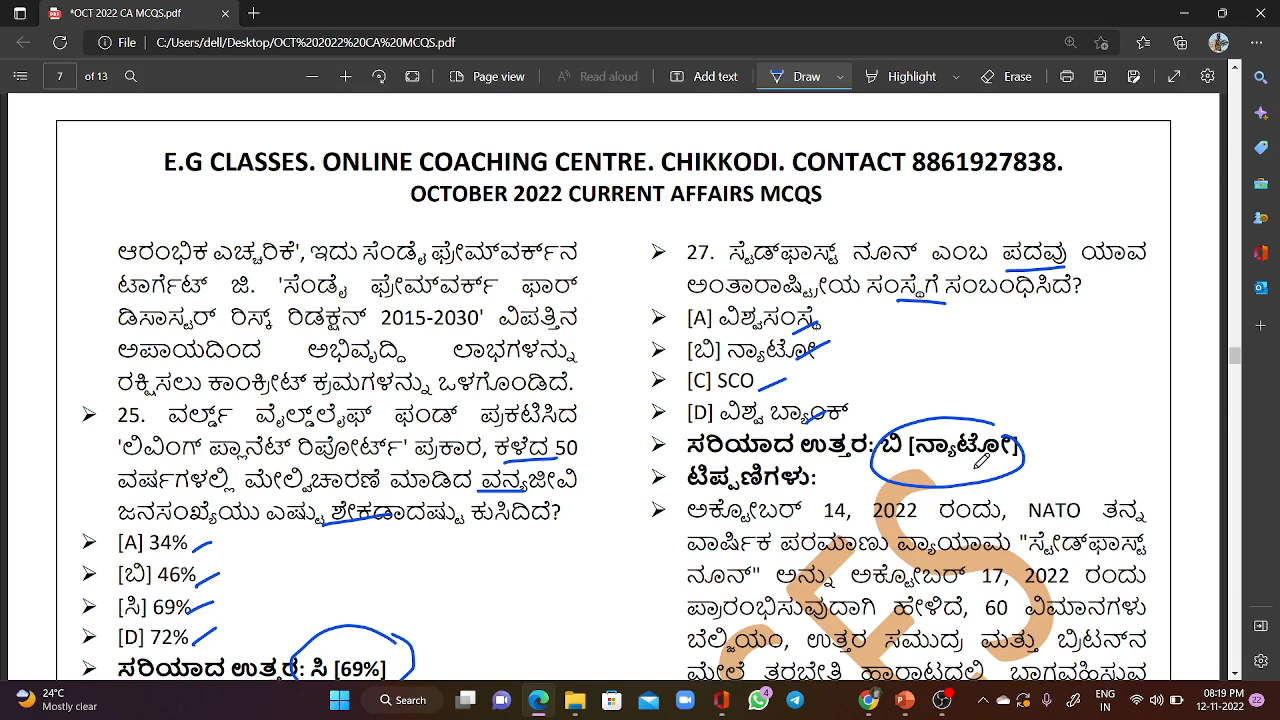 *OCT 2022 CA MCQS.pdf
File C:/Users/dell/Desktop/OCT%202022%20CA%20MCQS.pdf
7 of 13 Page view Read aloud Add text Draw Highlight Erase
E.G CLASSES. ONLINE COACHING CENTRE. CHIKKODI. CONTACT 8861927838.
OCTOBER 2022 CURRENT AFFAIRS MCQS
ಆರಂಭಿಕ ಎಚ್ಚರಿಕೆ', ಇದು ಸೆಂಡೈ ಫ್ರೇಮ್‌ವರ್ಕ್‌ನ
ಟಾರ್ಗೆಟ್ ಜಿ. 'ಸೆಂಡೈ ಫ್ರೇಮ್‌ವರ್ಕ್ ಫಾರ್
ಡಿಸಾಸ್ಟರ್ ರಿಸ್ಕ್ ರಿಡಕ್ಷನ್ 2015-2030' ವಿಪತ್ತಿನ
ಅಪಾಯದಿಂದ ಅಭಿವೃದ್ಧಿ ಲಾಭಗಳನ್ನು
ರಕ್ಷಿಸಲು ಕಾಂಕ್ರೀಟ್ ಕ್ರಮಗಳನ್ನು ಒಳಗೊಂಡಿದೆ.
25. ವರ್ಲ್ಡ್ ವೈಲ್ಡ್‌ಲೈಫ್ ಫಂಡ್ ಪ್ರಕಟಿಸಿದ
'ಲಿವಿಂಗ್ ಪ್ಲಾನೆಟ್ ರಿಪೋರ್ಟ್' ಪ್ರಕಾರ, ಕಳೆದ 50
ವರ್ಷಗಳಲ್ಲಿ ಮೇಲ್ವಿಚಾರಣೆ ಮಾಡಿದ ವನ್ಯಜೀವಿ
ಜನಸಂಖ್ಯೆಯು ಎಷ್ಟು ಶೇಕಡಾದಷ್ಟು ಕುಸಿದಿದೆ?
[A] 34%
[ಬಿ] 46%
[ಸಿ] 69%
[D] 72%
ಸರಿಯಾದ ಉತ್ತರ: ಸಿ [69%]
27. ಸ್ಟೆಡ್‌ಫಾಸ್ಟ್ ನೂನ್ ಎಂಬ ಪದವು ಯಾವ
ಅಂತಾರಾಷ್ಟ್ರೀಯ ಸಂಸ್ಥೆಗೆ ಸಂಬಂಧಿಸಿದೆ?
[A] ವಿಶ್ವಸಂಸ್ಥೆ
[ಬಿ] ನ್ಯಾಟೋ
[C] SCO
[D] ವಿಶ್ವ ಬ್ಯಾಂಕ್
ಸರಿಯಾದ ಉತ್ತರ: ಬಿ [ನ್ಯಾಟೋ]
ಟಿಪ್ಪಣಿಗಳು:
ಅಕ್ಟೋಬರ್ 14, 2022 ರಂದು, NATO ತನ್ನ
ವಾರ್ಷಿಕ ಪರಮಾಣು ವ್ಯಾಯಾಮ "ಸ್ಟೇಡ್‌ಫಾಸ್ಟ್
ನೂನ್" ಅನ್ನು ಅಕ್ಟೋಬರ್ 17, 2022 ರಂದು
ಪ್ರಾರಂಭಿಸುವುದಾಗಿ ಹೇಳಿದೆ, 60 ವಿಮಾನಗಳು
ಬೆಲ್ಜಿಯಂ, ಉತ್ತರ ಸಮುದ್ರ ಮತ್ತು ಬ್ರಿಟನ್‌ನ
ಮೇಲೆ ತರಬೇತಿ ಹಾರಾಟದಲ್ಲಿ ಭಾಗವಹಿಸುವ
24°C
Mostly clear
Search
4
ENG
IN
08:19 PM
12-11-2022
22